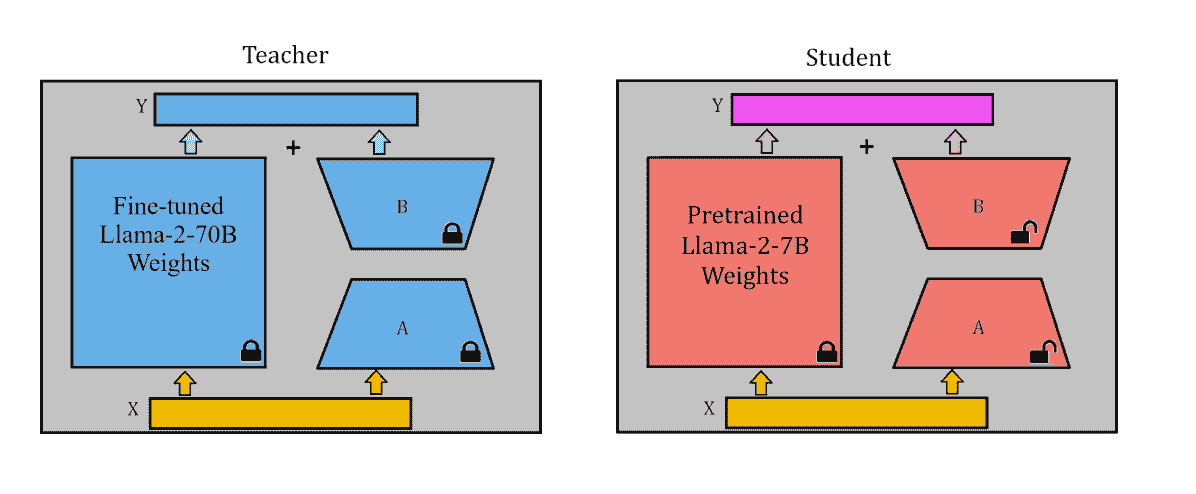 Teacher
Y
+
Fine-tuned
Llama-2-70B
Weights
B
A
X
Student
Y
+
Pretrained
Llama-2-7B
Weights
B
A
X